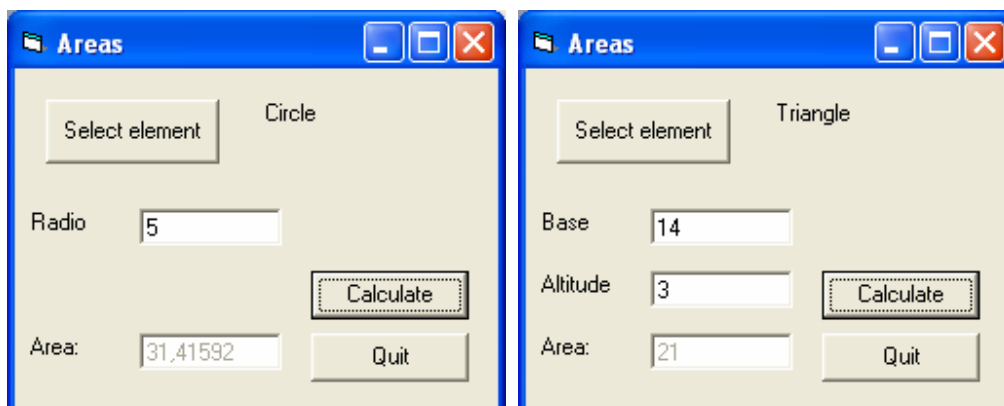 Areas
Select element
Circle
Radio
5
Calculate
Area:
31,41592
Quit
Areas
Select element
Triangle
Base
14
Altitude
3
Calculate
Area:
21
Quit